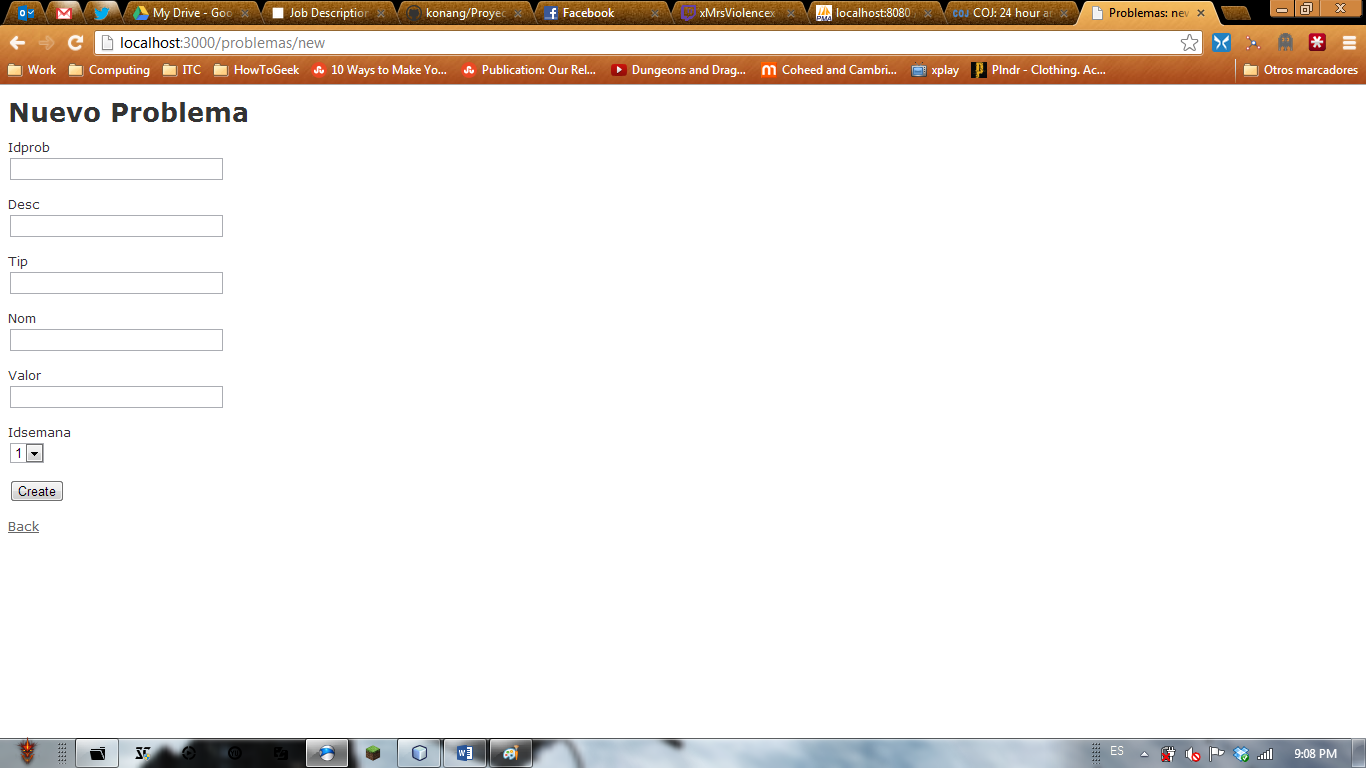 My Drive - Goo
Job Description
konang/Proyec
Facebook
xMrsViolencex
localhost:8080
COJ: 24 hour an
Problemas: new
localhost:3000/problemas/new
Work
Computing
ITC
HowToGeek
10 Ways to Make Yo...
Publication: Our Rel...
Dungeons and Drag...
Coheed and Cambri...
xplay
Plndr - Clothing. Ac...
Otros marcadores
Nuevo Problema
Idprob
Desc
Tip
Nom
Valor
Idsemana
1
Create
Back
ES
9:08 PM